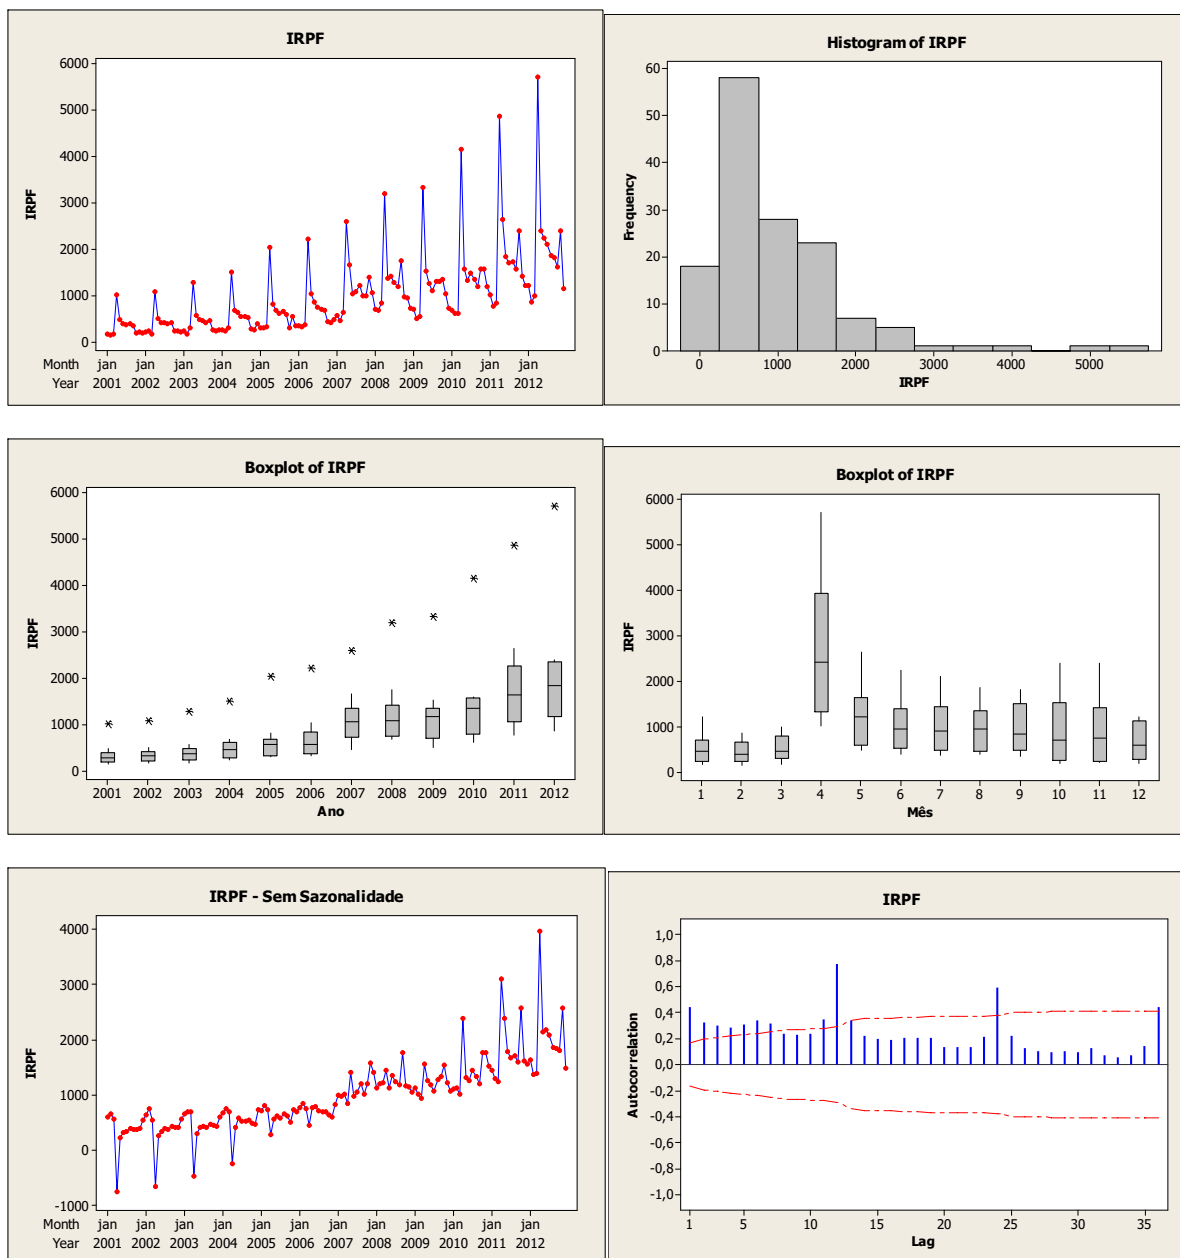 IRPF
6000
5000
4000
3000
2000
1000
0
IRPF
Month jan jan jan jan jan jan jan jan jan jan jan jan
Year 2001 2002 2003 2004 2005 2006 2007 2008 2009 2010 2011 2012
Histogram of IRPF
60
50
40
30
20
10
0
Frequency
0 1000 2000 3000 4000 5000
IRPF
Boxplot of IRPF
6000
5000
4000
3000
2000
1000
0
IRPF
2001 2002 2003 2004 2005 2006 2007 2008 2009 2010 2011 2012
Ano
Boxplot of IRPF
6000
5000
4000
3000
2000
1000
0
IRPF
1 2 3 4 5 6 7 8 9 10 11 12
Mês
IRPF - Sem Sazonalidade
4000
3000
2000
1000
0
-1000
IRPF
Month jan jan jan jan jan jan jan jan jan jan jan jan
Year 2001 2002 2003 2004 2005 2006 2007 2008 2009 2010 2011 2012
IRPF
1,0
0,8
0,6
0,4
0,2
0,0
-0,2
-0,4
-0,6
-0,8
-1,0
Autocorrelation
1 5 10 15 20 25 30 35
Lag